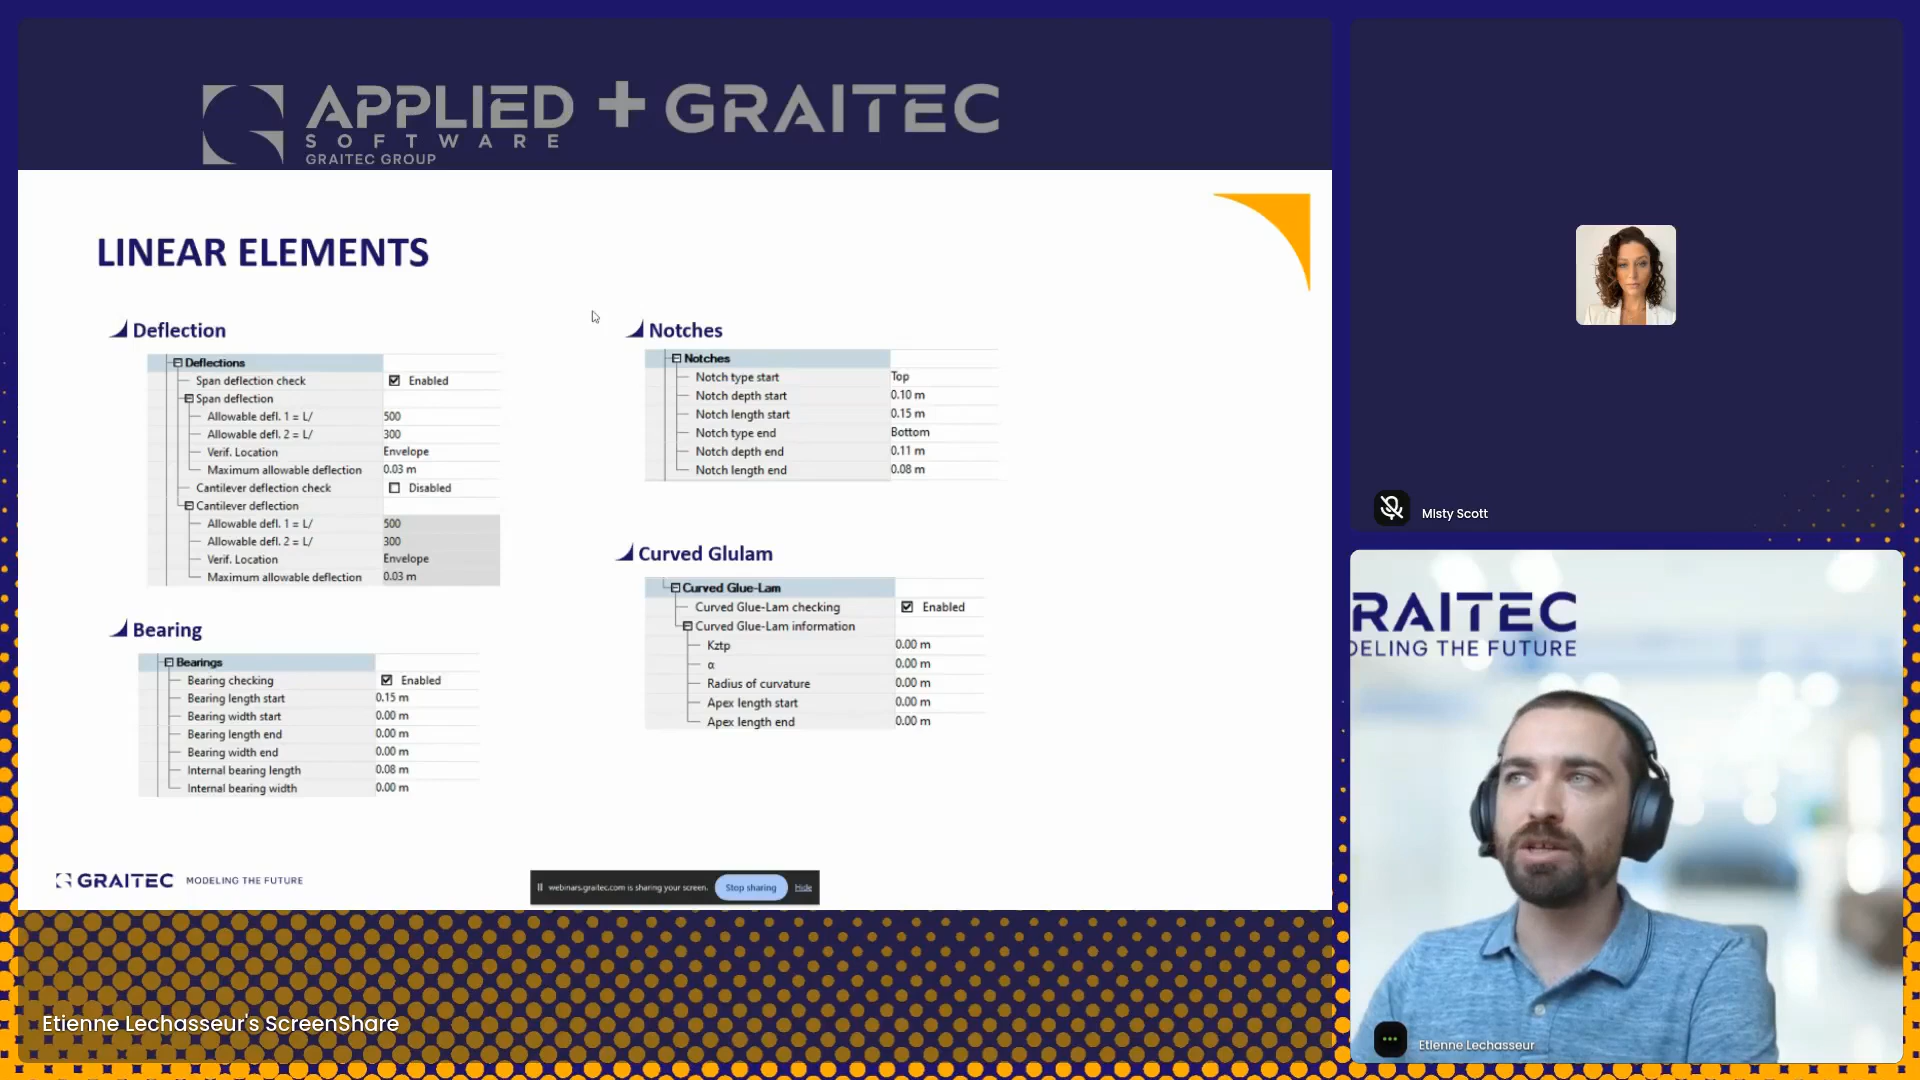 APPLIED + GRAITEC
SOFTWARE
GRAITEC GROUP
LINEAR ELEMENTS
Deflection
Deflections
Span deflection check Enabled
Span deflection
Allowable defl. 1 = L/ 500
Allowable defl. 2 = L/ 300
Verif. Location Envelope
Maximum allowable deflection 0.03 m
Cantilever deflection check Disabled
Cantilever deflection
Allowable defl. 1 = L/ 500
Allowable defl. 2 = L/ 300
Verif. Location Envelope
Maximum allowable deflection 0.03 m
Bearing
Bearings
Bearing checking Enabled
Bearing length start 0.15 m
Bearing width start 0.00 m
Bearing length end 0.00 m
Bearing width end 0.00 m
Internal bearing length 0.08 m
Internal bearing width 0.00 m
Notches
Notches
Notch type start Top
Notch depth start 0.10 m
Notch length start 0.15 m
Notch type end Bottom
Notch depth end 0.11 m
Notch length end 0.08 m
Curved Glulam
Curved Glue-Lam
Curved Glue-Lam checking Enabled
Curved Glue-Lam information
Kztp 0.00 m
α 0.00 m
Radius of curvature 0.00 m
Apex length start 0.00 m
Apex length end 0.00 m
GRAITEC MODELING THE FUTURE
webinars.graitec.com is sharing your screen. Stop sharing Hide
Etienne Lechasseur's ScreenShare
Misty Scott
RAITEC
DELING THE FUTURE
Etienne Lechasseur